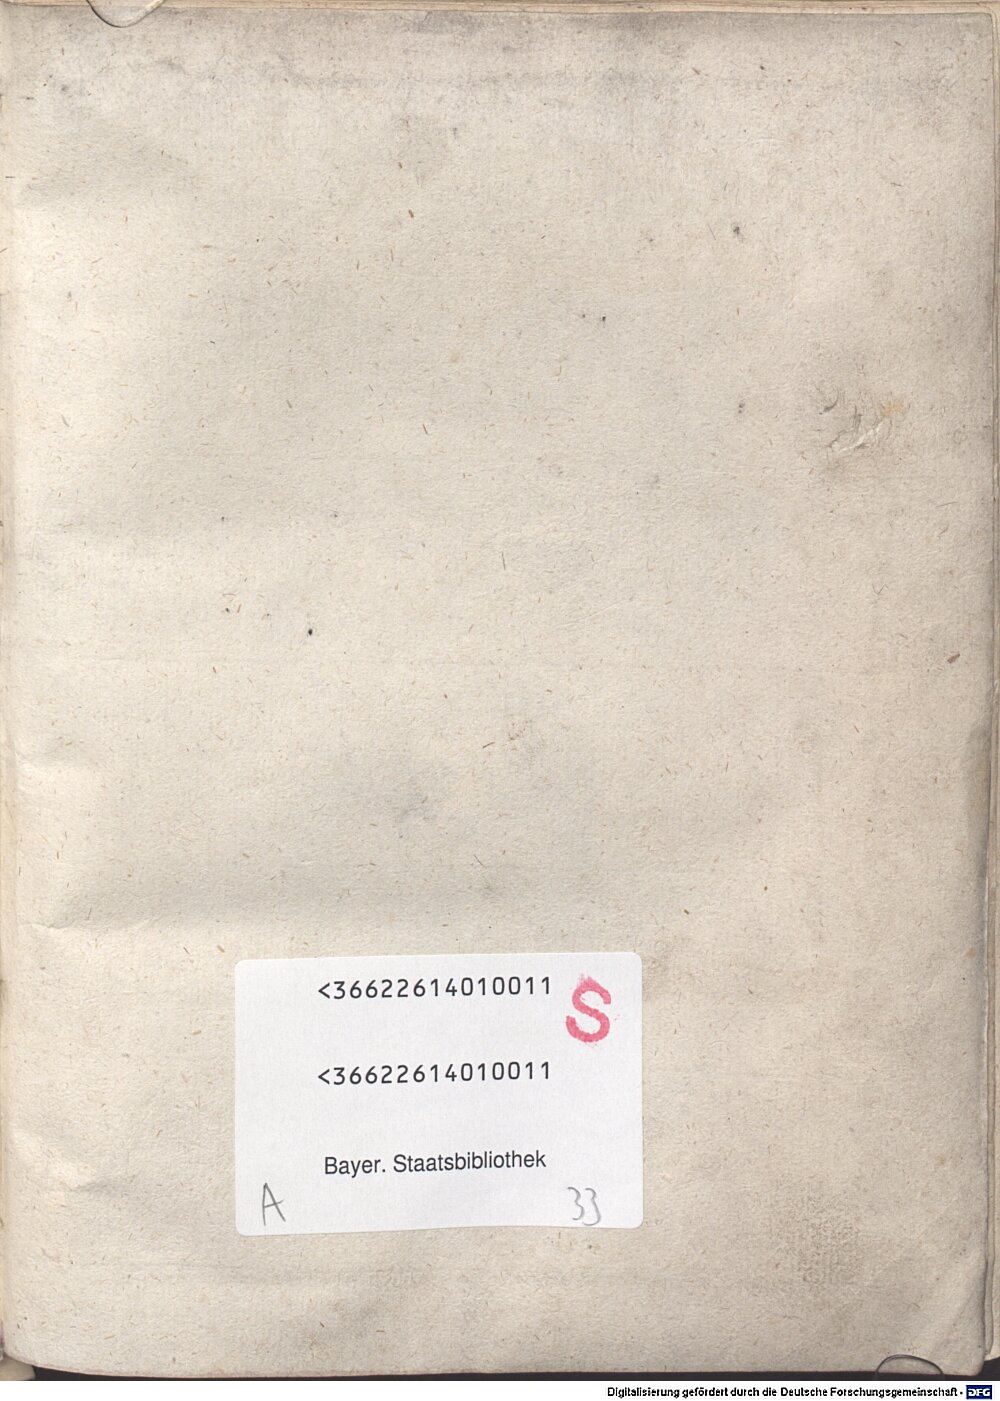 <36622614010011
S
<36622614010011
Bayer. Staatsbibliothek
A 33
Digitalisierung gefördert durch die Deutsche Forschungsgemeinschaft - DFG